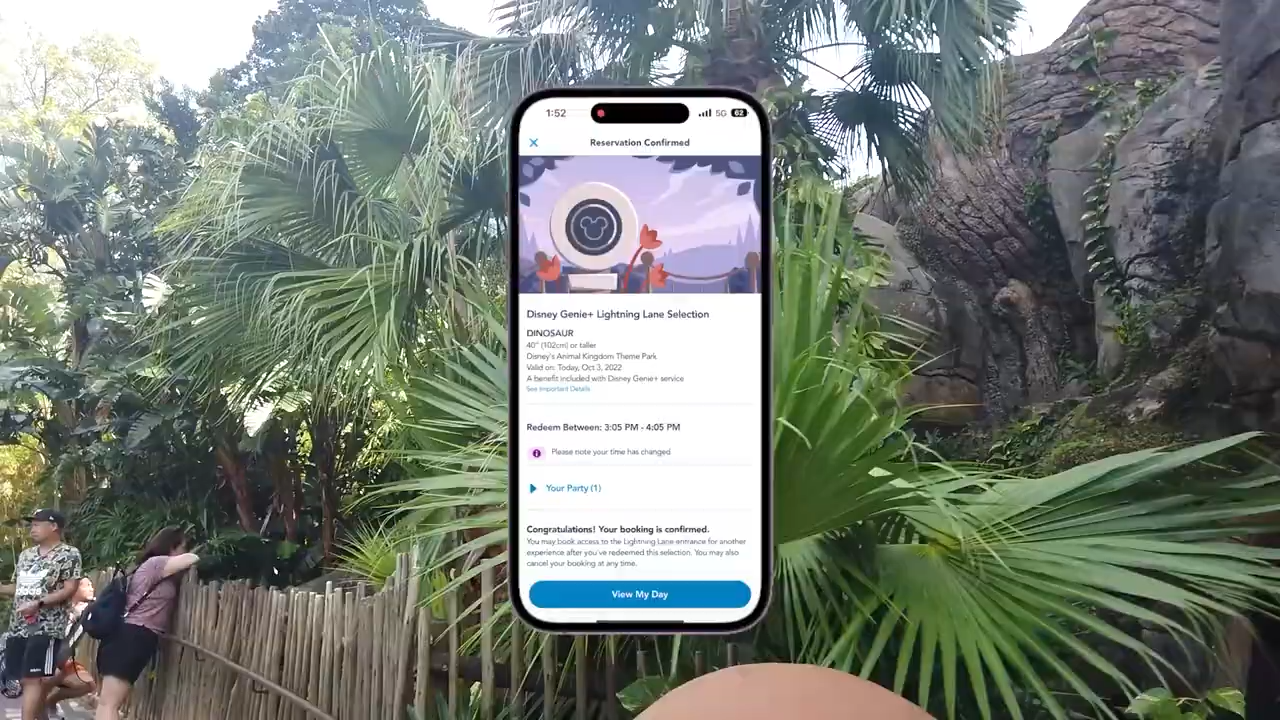 1:52
5G
62
Reservation Confirmed
Disney Genie+ Lightning Lane Selection
DINOSAUR
40" (102cm) or taller
Disney's Animal Kingdom Theme Park
Valid on: Today, Oct 3, 2022
A benefit included with Disney Genie+ service
See Important Details
Redeem Between: 3:05 PM - 4:05 PM
Please note your time has changed
Your Party (1)
Congratulations! Your booking is confirmed.
You may book access to the Lightning Lane entrance for another
experience after you've redeemed this selection. You may also
cancel your booking at any time.
View My Day